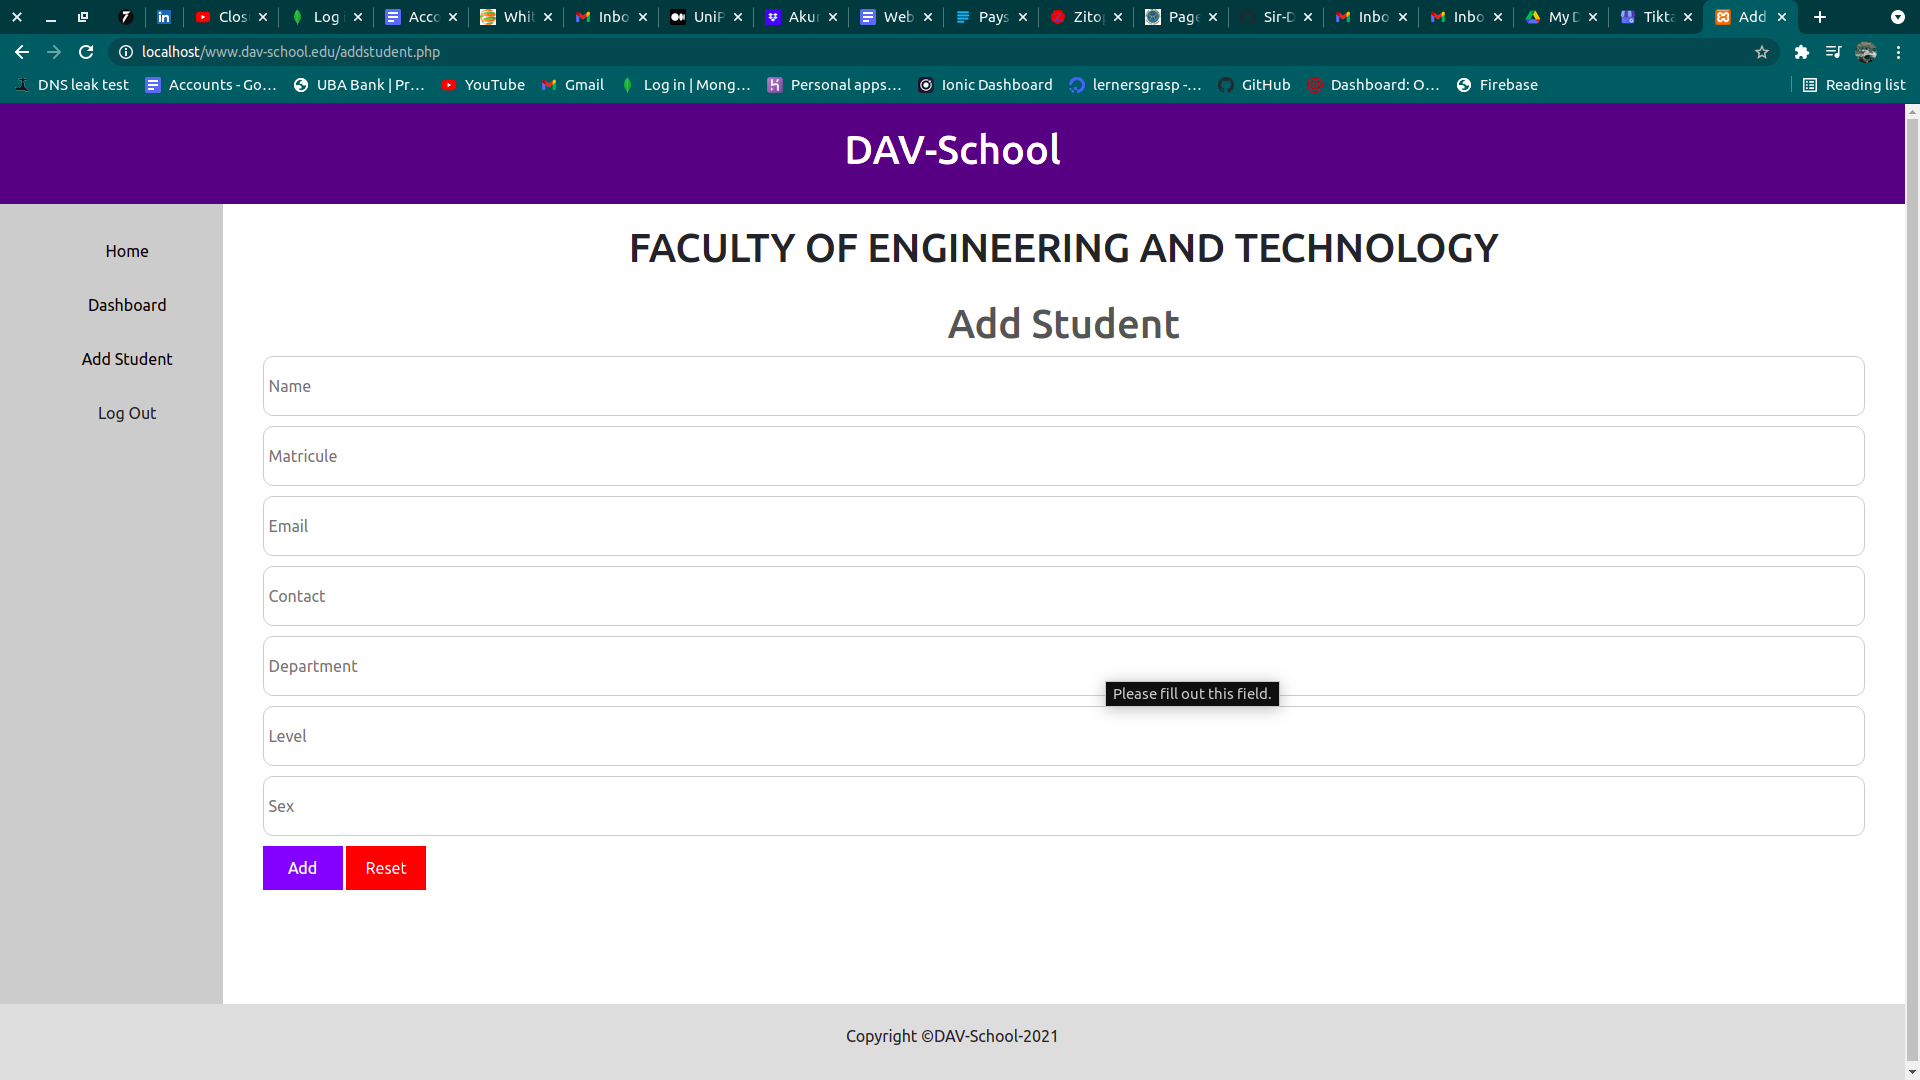 Clos
Log
Acco
Whit
Inbo
UniP
Akur
Web
Pays
Zito
Page
Sir-D
Inbo
Inbo
My D
Tikta
Add
localhost/www.dav-school.edu/addstudent.php
DNS leak test
Accounts - Go...
UBA Bank | Pr...
YouTube
Gmail
Log in | Mong...
Personal apps...
Ionic Dashboard
lernersgrasp -...
GitHub
Dashboard: O...
Firebase
Reading list
DAV-School
Home
Dashboard
Add Student
Log Out
FACULTY OF ENGINEERING AND TECHNOLOGY
Add Student
Name
Matricule
Email
Contact
Department
Please fill out this field.
Level
Sex
Add
Reset
Copyright ©DAV-School-2021